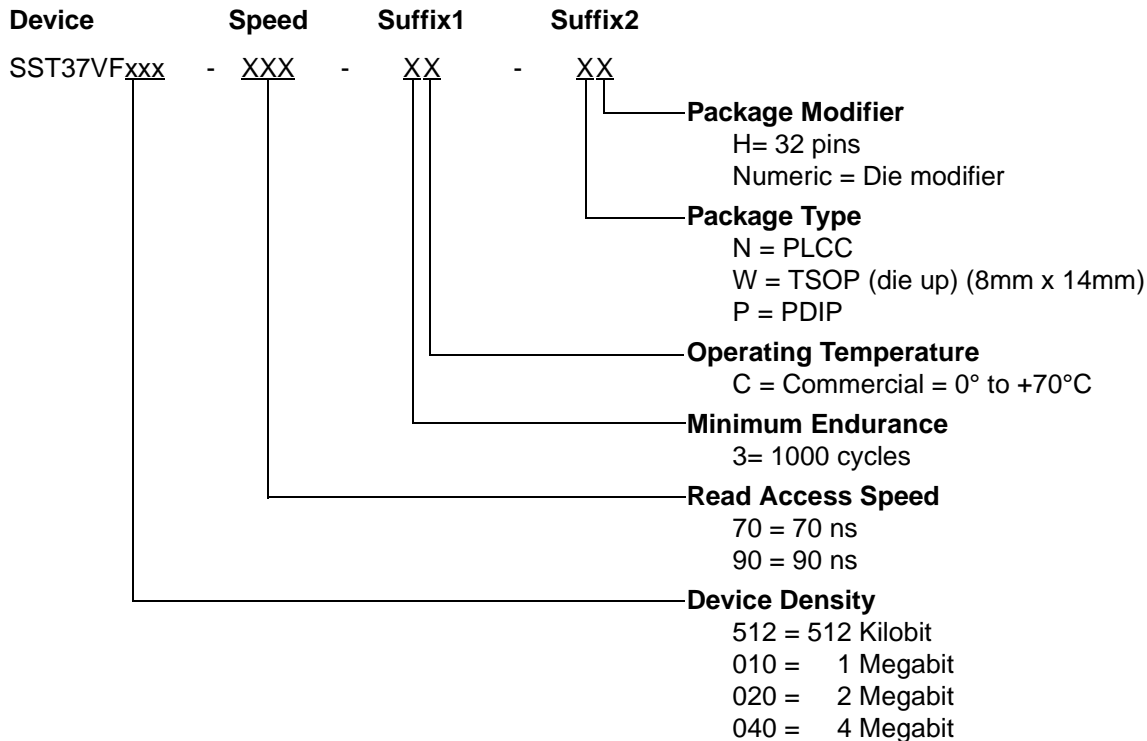 Device Speed Suffix1 Suffix2
SST37VFxxx - XXX - XX - XX
Package Modifier
H= 32 pins
Numeric = Die modifier
Package Type
N = PLCC
W = TSOP (die up) (8mm x 14mm)
P = PDIP
Operating Temperature
C = Commercial = 0° to +70°C
Minimum Endurance
3= 1000 cycles
Read Access Speed
70 = 70 ns
90 = 90 ns
Device Density
512 = 512 Kilobit
010 = 1 Megabit
020 = 2 Megabit
040 = 4 Megabit